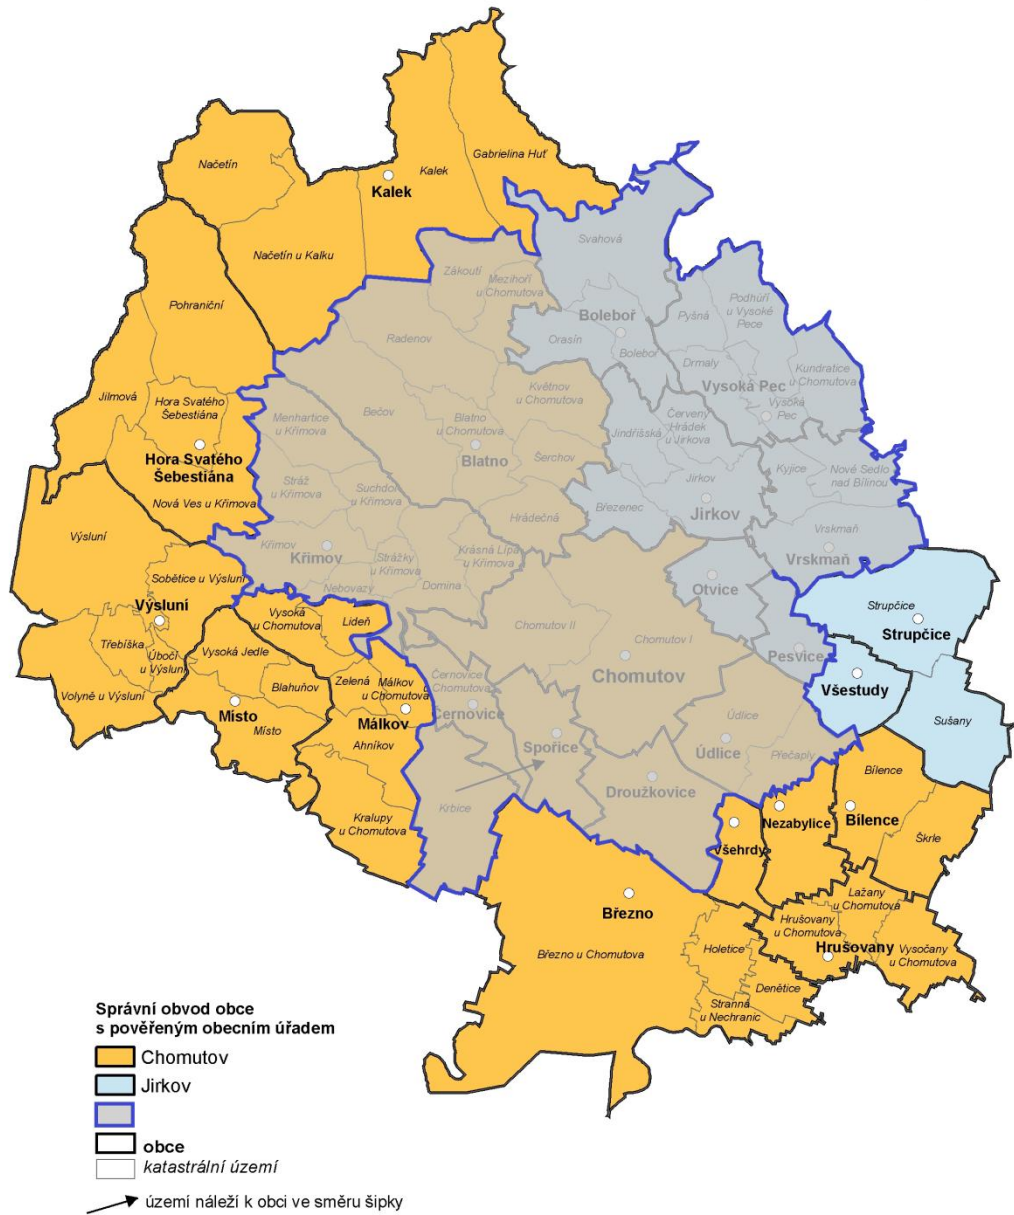 Gabrielina Huť
Načetín
Kalek
Kalek
Svahová
Načetín u Kalku
Zákoutí
Mezihoří
u Chomutova
Podhůří
u Vysoké
Pece
Pohraniční
Boleboř
Pyšná
Radenov
Orasín
Boleboř
Drmaly
Kundratice
u Chomutova
Vysoká Pec
Vysoká
Pec
Jilmová
Hora Svatého
Šebestiána
Květnov
u Chomutova
Menhartice
u Křimova
Bečov
Blatno
u Chomutova
Jindřišská
Červený
Hrádek
u Jirkova
Hora Svatého
Šebestiána
Blatno
Šerchov
Kyjice
Nové Sedlo
nad Bílinou
Nová Ves u Křimova
Stráž
u Křimova
Suchdol
u Křimova
Jirkov
Březenec
Jirkov
Hrádečná
Vrskmaň
Výsluní
Křimov
Křimov
Strážky
u Křimova
Krásná Lípa
u Křimova
Vrskmaň
Sobětice u Výsluní
Nebovazy
Domina
Otvice
Strupčice
Výsluní
Vysoká
u Chomutova
Lideň
Chomutov II
Chomutov I
Strupčice
Třebíška
Úbočí
u Výsluní
Vysoká Jedle
Pesvice
Volyně u Výsluní
Blahuňov
Zelená
Málkov
u Chomutova
Černovice
u Chomutova
Chomutov
Všestudy
Místo
Místo
Málkov
Černovice
Údlice
Sušany
Ahníkov
Spořice
Údlice
Přečaply
Bílence
Krbice
Droužkovice
Kralupy
u Chomutova
Všehrdy
Nezabylice
Bílence
Škrle
Březno
Lažany
u Chomutova
Hrušovany
u Chomutova
Hrušovany
Vysočany
u Chomutova
Březno u Chomutova
Holetice
Denětice
Stranná
u Nechranic
Správní obvod obce
s pověřeným obecním úřadem
Chomutov
Jirkov
obce
katastrální území
území náleží k obci ve směru šipky